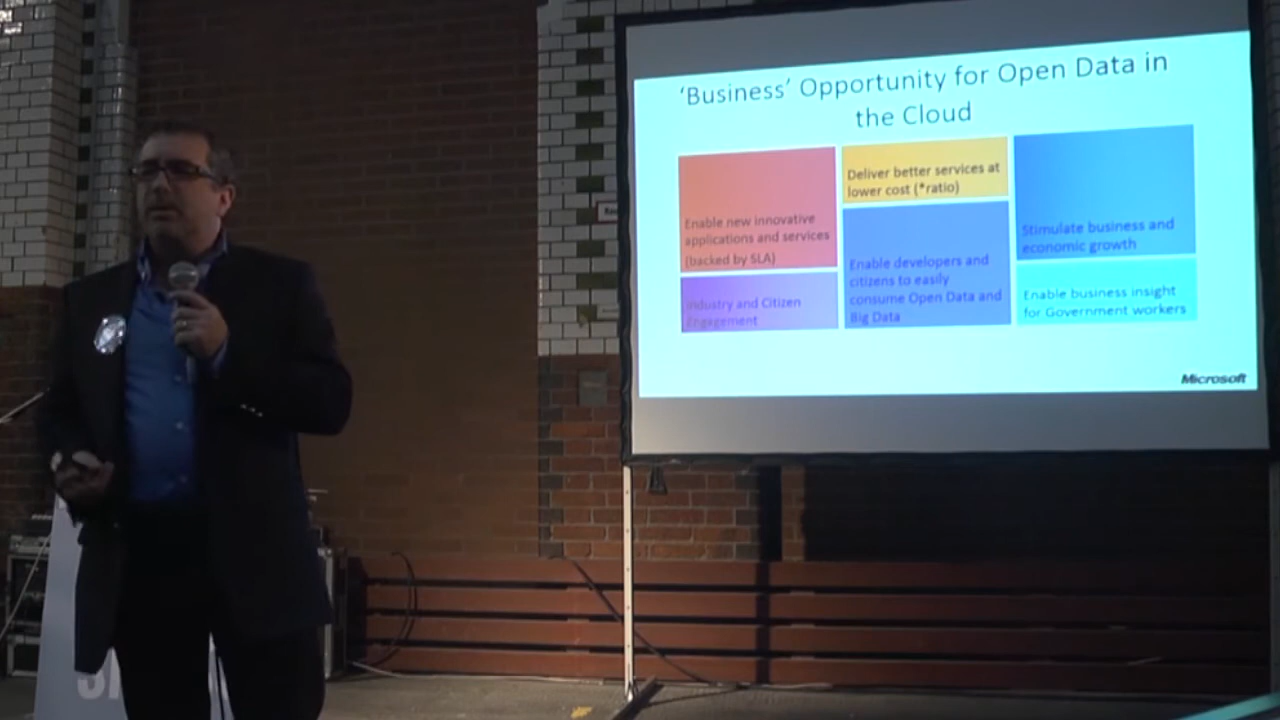 'Business' Opportunity for Open Data in
the Cloud
Enable new innovative
applications and services
(backed by SLA)
Industry and Citizen
Engagement
Deliver better services at
lower cost (*ratio)
Enable developers and
citizens to easily
consume Open Data and
Big Data
Stimulate business and
economic growth
Enable business insight
for Government workers
Microsoft